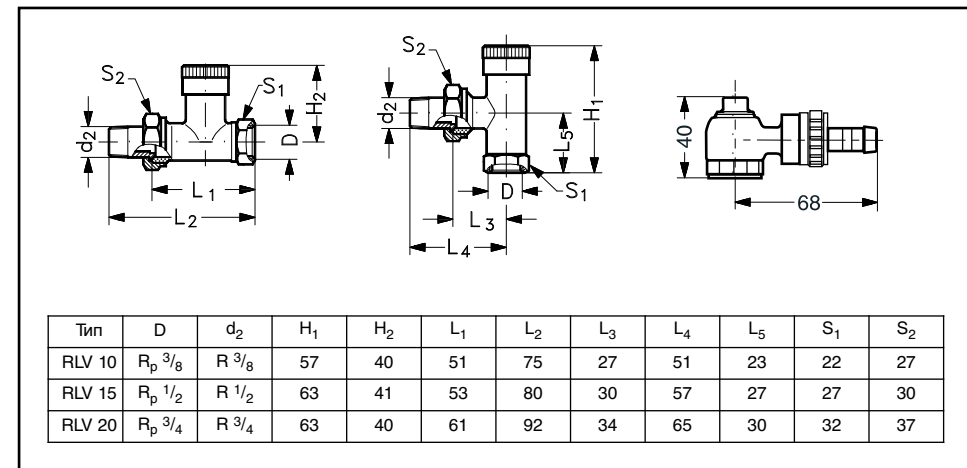 S₂
S₁
H₂
d₂
D
L₁
L₂
S₂
d₂
H₁
L₅
D
S₁
L₃
L₄
40
68
Тип D d₂ H₁ H₂ L₁ L₂ L₃ L₄ L₅ S₁ S₂
RLV 10 Rₚ 3/8 R 3/8 57 40 51 75 27 51 23 22 27
RLV 15 Rₚ 1/2 R 1/2 63 41 53 80 30 57 27 27 30
RLV 20 Rₚ 3/4 R 3/4 63 40 61 92 34 65 30 32 37